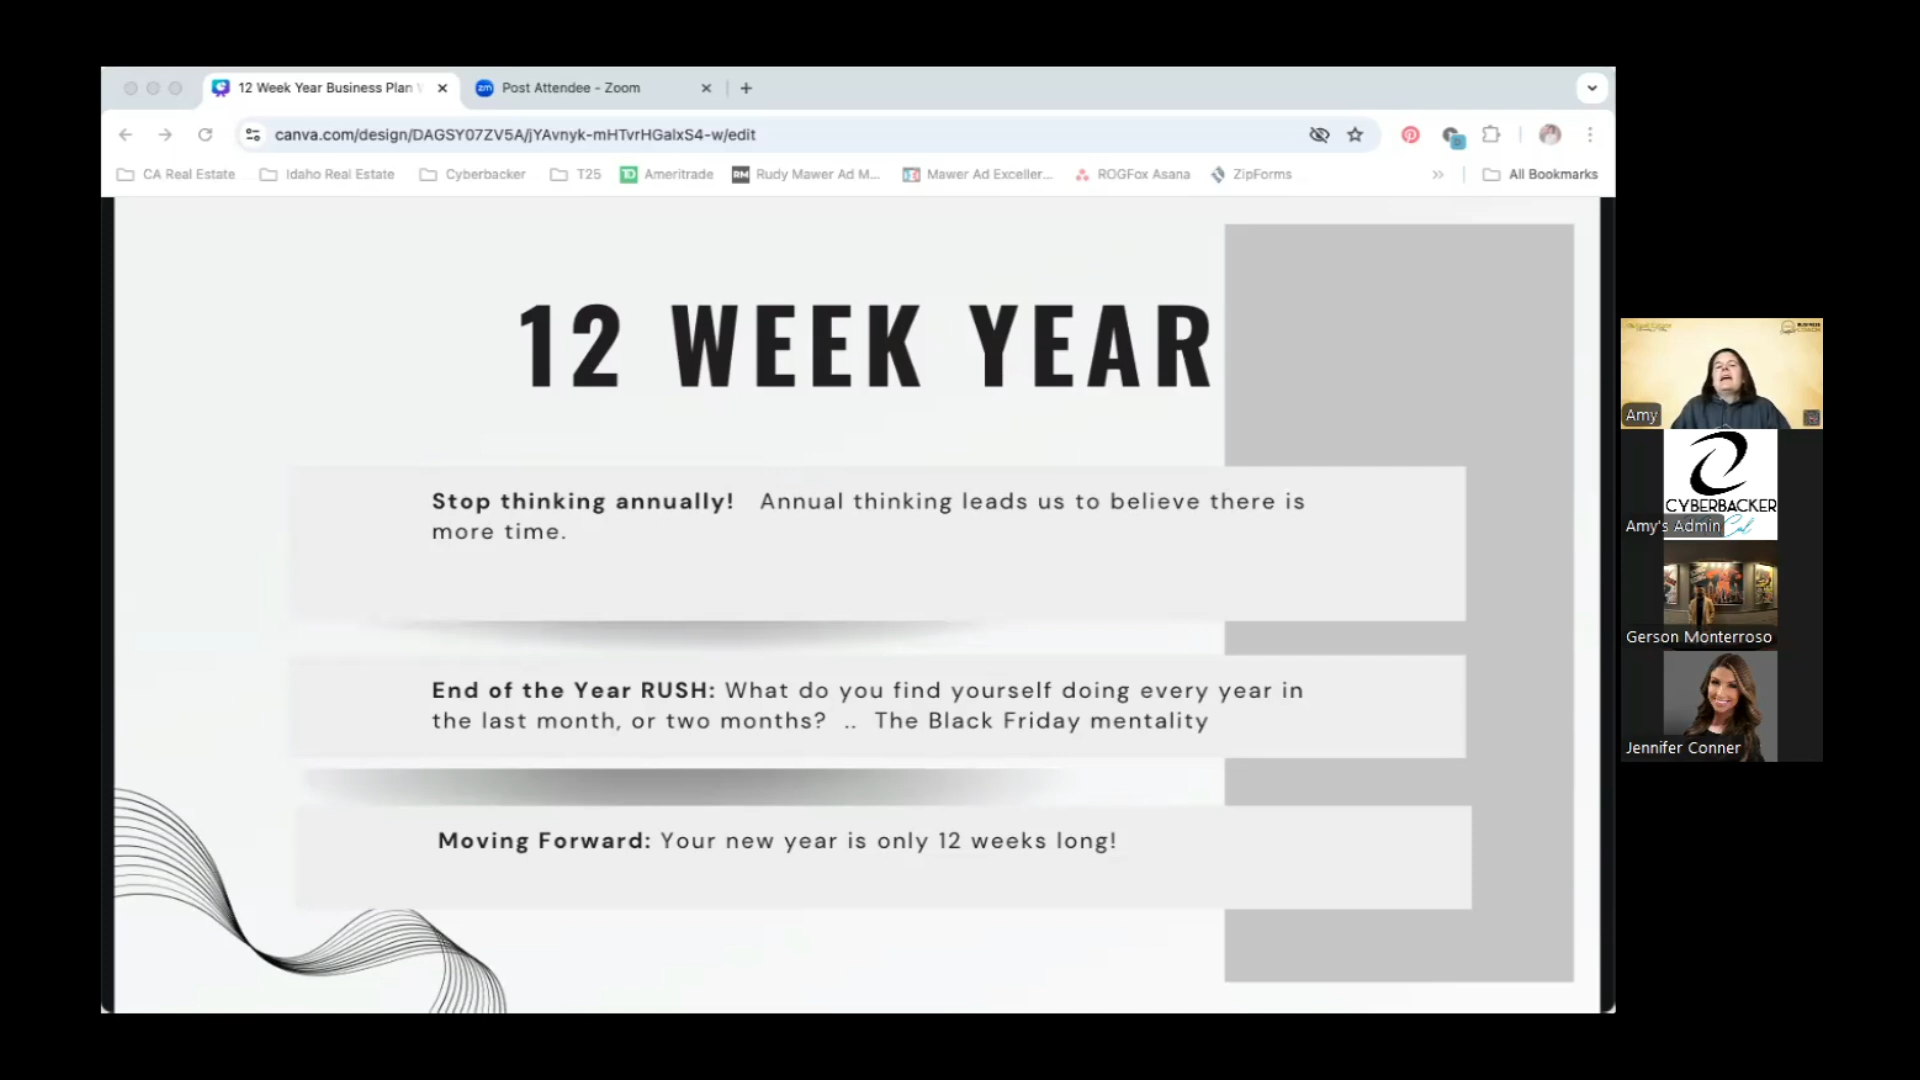 12 Week Year Business Plan
Post Attendee - Zoom
canva.com/design/DAGSY07ZV5A/jYAvnyk-mHTvrHGalxS4-w/edit
CA Real Estate
Idaho Real Estate
Cyberbacker
T25
Ameritrade
RM
Rudy Mawer Ad M...
Mawer Ad Exceller...
ROGFox Asana
ZipForms
All Bookmarks
12 WEEK YEAR
Stop thinking annually! Annual thinking leads us to believe there is
more time.
End of the Year RUSH: What do you find yourself doing every year in
the last month, or two months? .. The Black Friday mentality
Moving Forward: Your new year is only 12 weeks long!
Amy
CYBERBACKER
Amy's Admin
Gerson Monterroso
Jennifer Conner